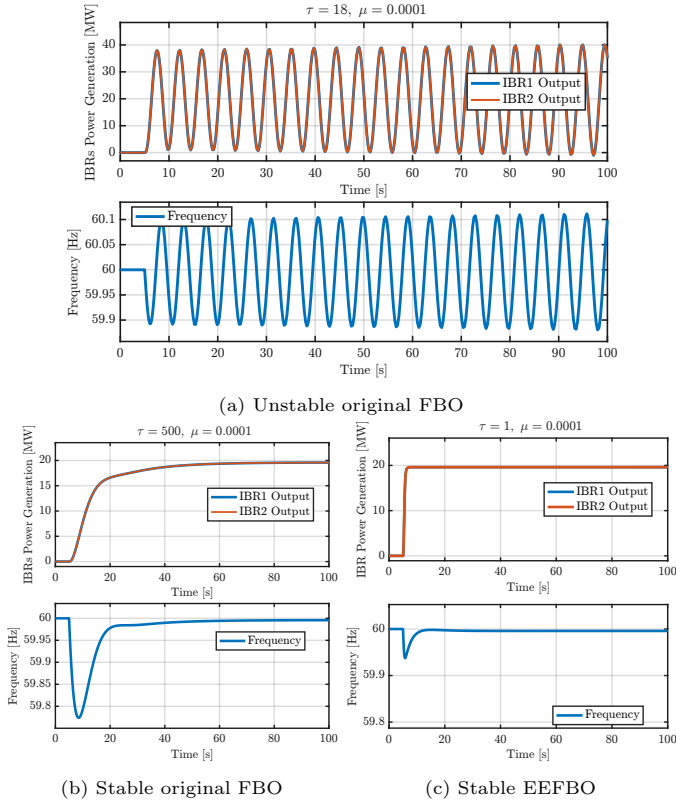 τ = 18, μ = 0.0001
IBRs Power Generation [MW]
40
30
20
10
0
IBR1 Output
IBR2 Output
0 10 20 30 40 50 60 70 80 90 100
Time [s]
Frequency [Hz]
60.1
60.05
60
59.95
59.9
Frequency
0 10 20 30 40 50 60 70 80 90 100
Time [s]
(a) Unstable original FBO
τ = 500, μ = 0.0001
IBRs Power Generation [MW]
20
15
10
5
0
IBR1 Output
IBR2 Output
0 20 40 60 80 100
Time [s]
Frequency [Hz]
60
59.95
59.9
59.85
59.8
Frequency
0 20 40 60 80 100
Time [s]
(b) Stable original FBO
τ = 1, μ = 0.0001
IBR Power Generation [MW]
20
10
0
IBR1 Output
IBR2 Output
0 20 40 60 80 100
Time [s]
Frequency [Hz]
60
59.9
59.8
Frequency
0 20 40 60 80 100
Time [s]
(c) Stable EEFBO